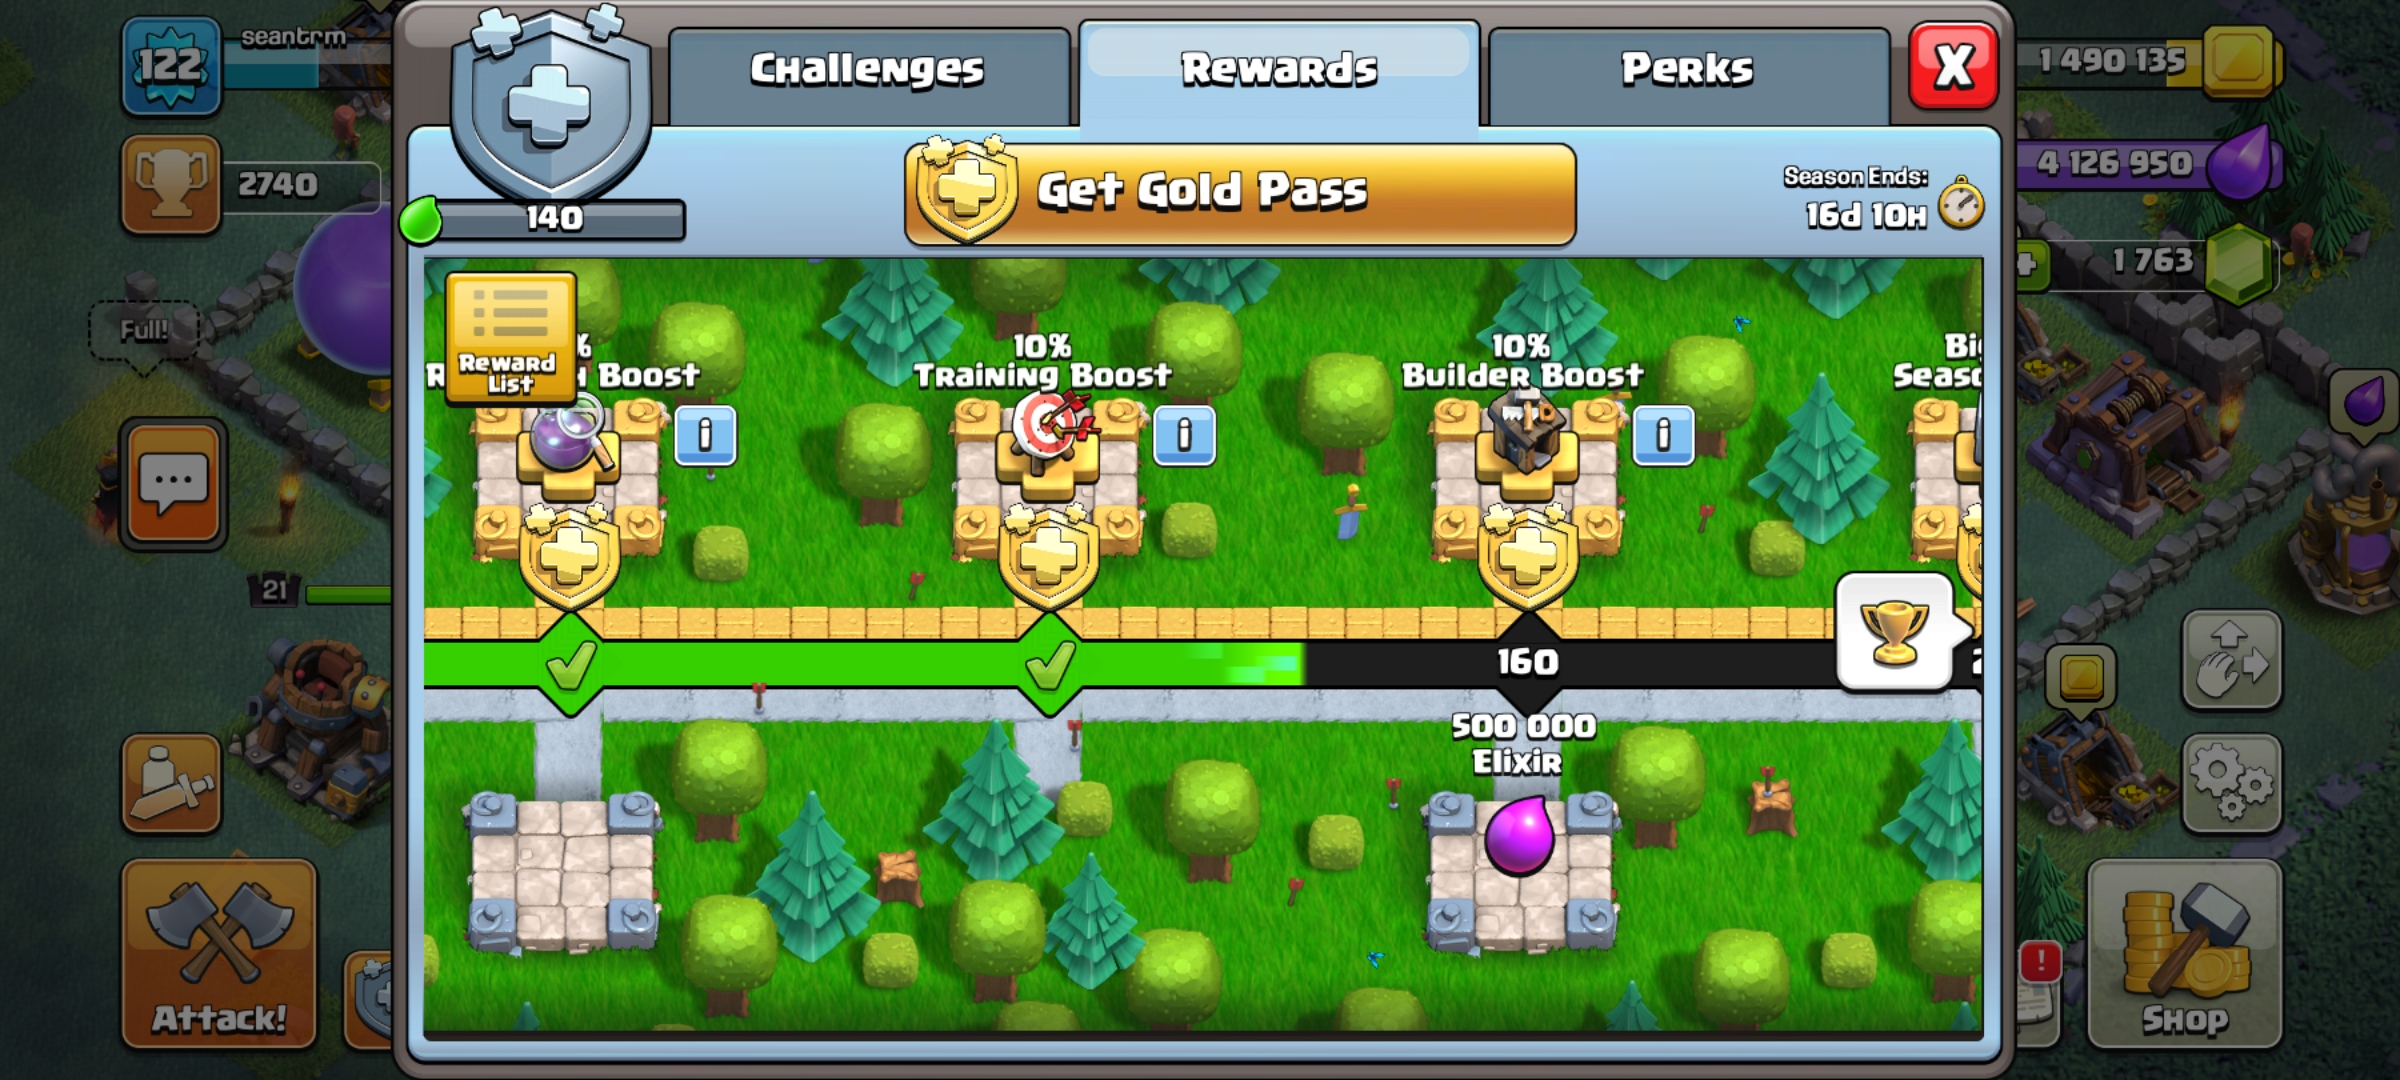 122
seantrm
Challenges
Rewards
Perks
X
1 490 135
2740
140
Get Gold Pass
Season Ends:
16d 10H
4 126 950
1 763
Full!
Reward
List
%
Boost
10%
Training Boost
10%
Builder Boost
i
i
i
21
160
500 000
Elixir
Attack!
!
Shop